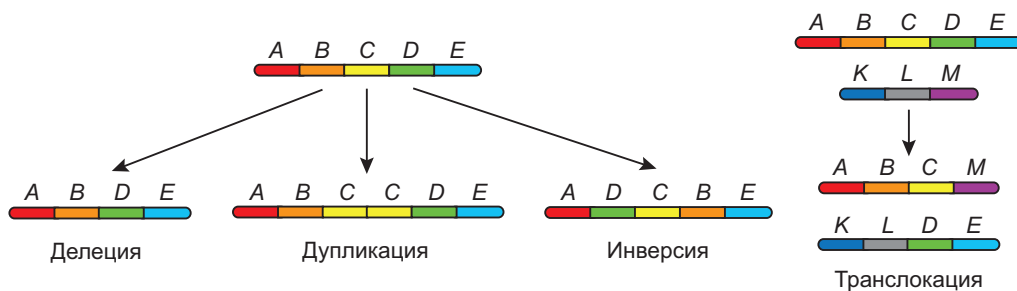 A B C D E
A B D E
Делеция
A B C C D E
Дупликация
A D C B E
Инверсия
A B C D E
K L M
A B C M
K L D E
Транслокация